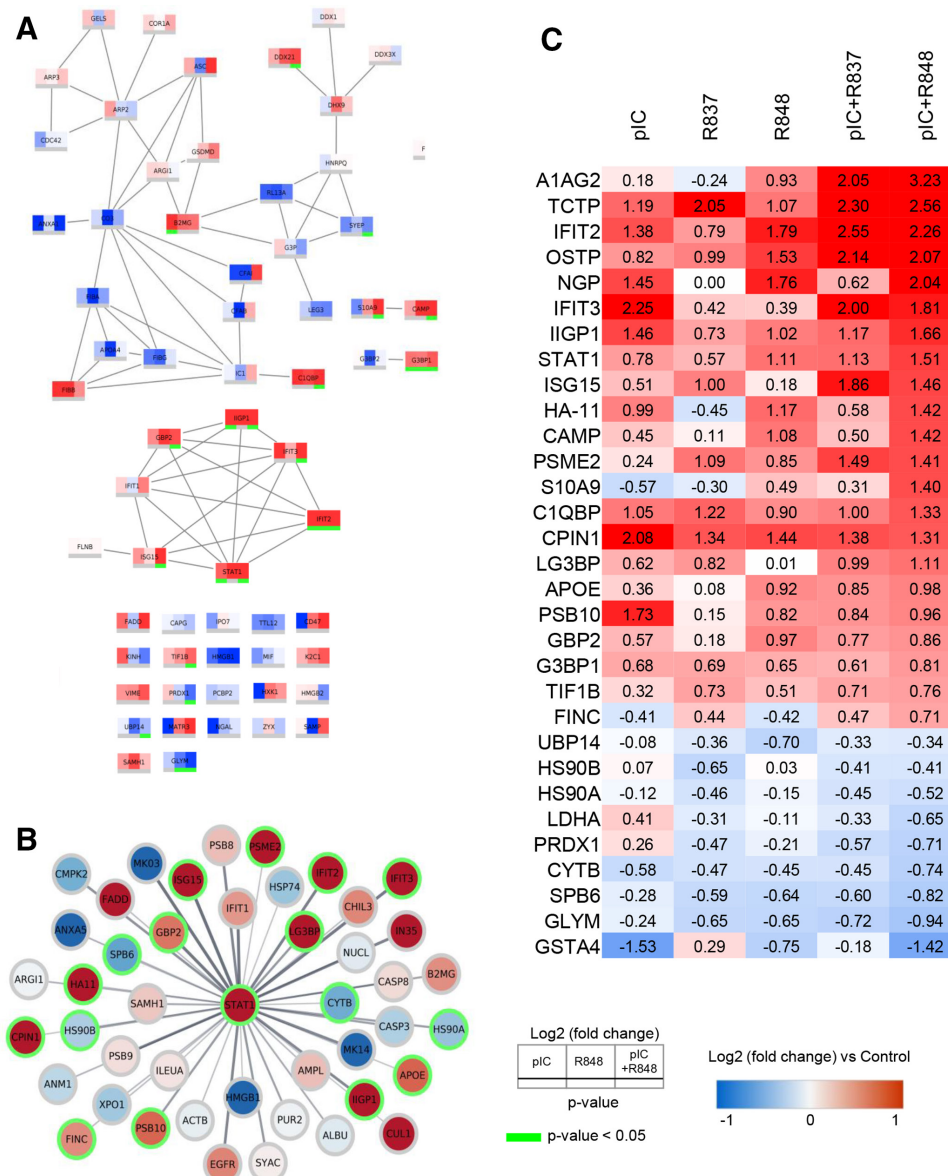 A
GELS
COR1A
DDX1
DDX21
DDX3X
ASC
ARP3
ARP2
DHX9
CDC42
GSDMD
ARGI1
HNRPQ
RL13A
ANXA5
B2MG
SYEP
G3P
CFAI
CFAB
LEG3
S10A9
CAMP
APOA4
FIBG
G3BP2
G3BP1
IC1
C1QBP
FIBB
IIGP1
GBP2
IFIT3
IFIT1
IFIT2
FLNB
ISG15
STAT1
FADD CAPG IPO7 TTL12 CD47
KINH TIF1B HMGB1 MIF K2C1
VIME PRDX1 PCBP2 HXK1 HMGB2
UBP14 MATR3 NGAL ZYX SAMP
SAMH1 GLYM
B
PSB8
PSME2
MK03
CMPK2
ISG15
HSP74
IFIT2
IFIT3
FADD
IFIT1
CHIL3
ANXA5
GBP2
LG3BP
IN35
SPB6
NUCL
ARGI1
HA11
CASP8
B2MG
SAMH1
STAT1
CYTB
CPIN1
HS90B
CASP3
HS90A
PSB9
MK14
ANM1
ILEUA
AMPL
APOE
XPO1
HMGB1
IIGP1
FINC
PSB10
ACTB
PUR2
ALBU
CUL1
EGFR
SYAC
C
pIC R837 R848 pIC+R837 pIC+R848
A1AG2 0.18 -0.24 0.93 2.05 3.23
TCTP 1.19 2.05 1.07 2.30 2.56
IFIT2 1.38 0.79 1.79 2.55 2.26
OSTP 0.82 0.99 1.53 2.14 2.07
NGP 1.45 0.00 1.76 0.62 2.04
IFIT3 2.25 0.42 0.39 2.00 1.81
IIGP1 1.46 0.73 1.02 1.17 1.66
STAT1 0.78 0.57 1.11 1.13 1.51
ISG15 0.51 1.00 0.18 1.86 1.46
HA-11 0.99 -0.45 1.17 0.58 1.42
CAMP 0.45 0.11 1.08 0.50 1.42
PSME2 0.24 1.09 0.85 1.49 1.41
S10A9 -0.57 -0.30 0.49 0.31 1.40
C1QBP 1.05 1.22 0.90 1.00 1.33
CPIN1 2.08 1.34 1.44 1.38 1.31
LG3BP 0.62 0.82 0.01 0.99 1.11
APOE 0.36 0.08 0.92 0.85 0.98
PSB10 1.73 0.15 0.82 0.84 0.96
GBP2 0.57 0.18 0.97 0.77 0.86
G3BP1 0.68 0.69 0.65 0.61 0.81
TIF1B 0.32 0.73 0.51 0.71 0.76
FINC -0.41 0.44 -0.42 0.47 0.71
UBP14 -0.08 -0.36 -0.70 -0.33 -0.34
HS90B 0.07 -0.65 0.03 -0.41 -0.41
HS90A -0.12 -0.46 -0.15 -0.45 -0.52
LDHA 0.41 -0.31 -0.11 -0.33 -0.65
PRDX1 0.26 -0.47 -0.21 -0.57 -0.71
CYTB -0.58 -0.47 -0.45 -0.45 -0.74
SPB6 -0.28 -0.59 -0.64 -0.60 -0.82
GLYM -0.24 -0.65 -0.65 -0.72 -0.94
GSTA4 -1.53 0.29 -0.75 -0.18 -1.42
Log2 (fold change)
pIC R848 pIC
+R848
p-value
p-value < 0.05
Log2 (fold change) vs Control
-1 0 1